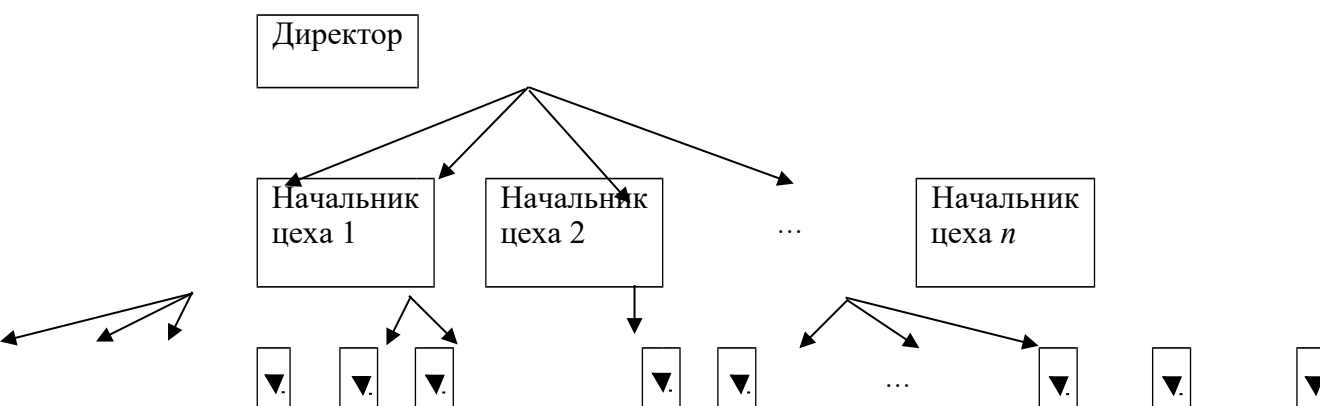 Директор
Начальник
цеха 1
Начальник
цеха 2
…
Начальник
цеха n
…